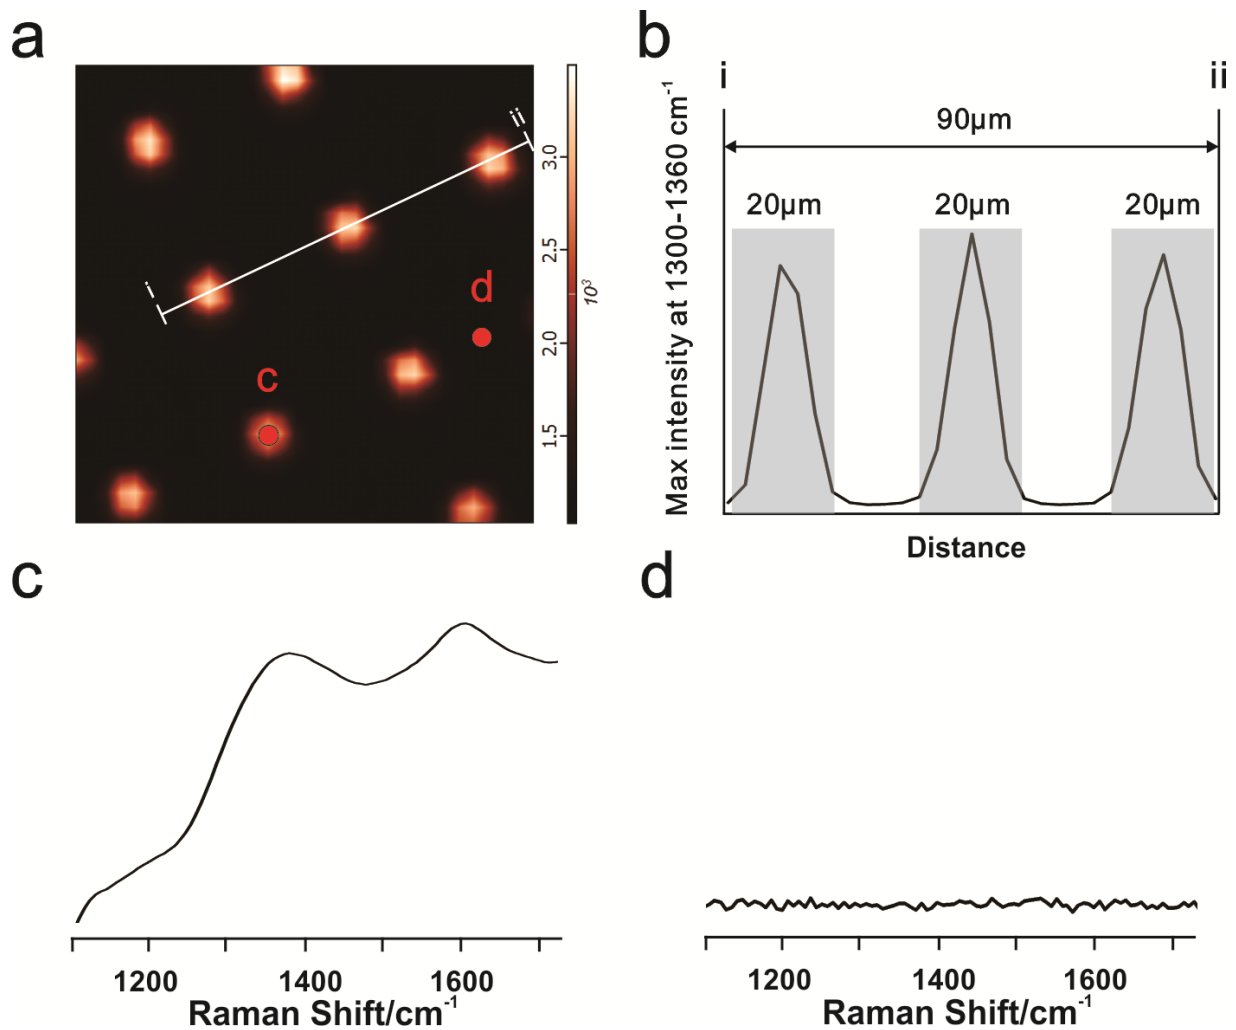 a
i
ii
c
d
3.0
2.5
10³
2.0
1.5
b
i
ii
90µm
20µm 20µm 20µm
Max intensity at 1300-1360 cm⁻¹
Distance
c
1200 1400 1600
Raman Shift/cm⁻¹
d
1200 1400 1600
Raman Shift/cm⁻¹